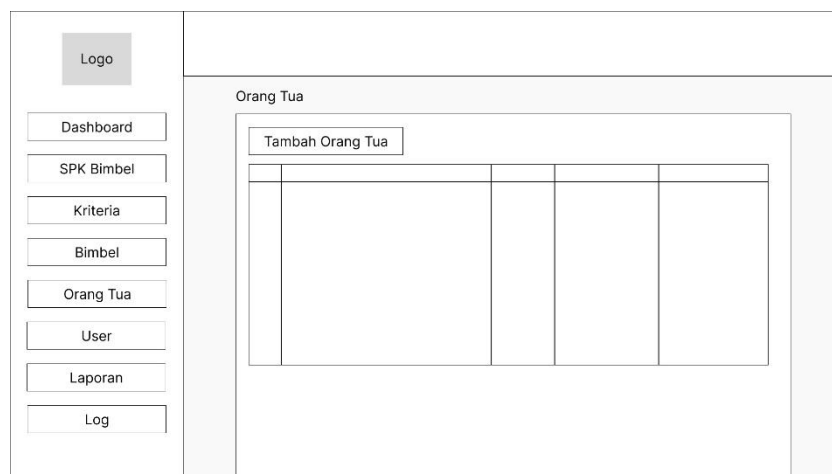 Logo
Dashboard
SPK Bimbel
Kriteria
Bimbel
Orang Tua
User
Laporan
Log
Orang Tua
Tambah Orang Tua